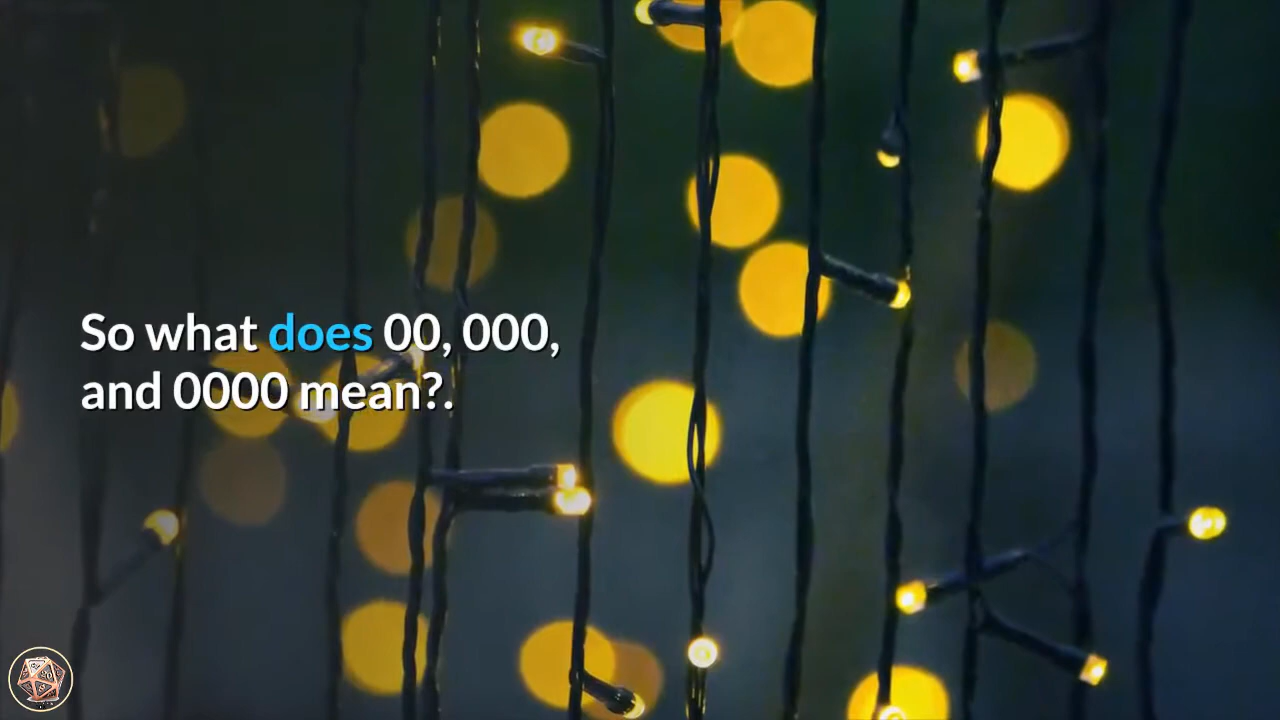 So what does 00, 000,
and 0000 mean?.